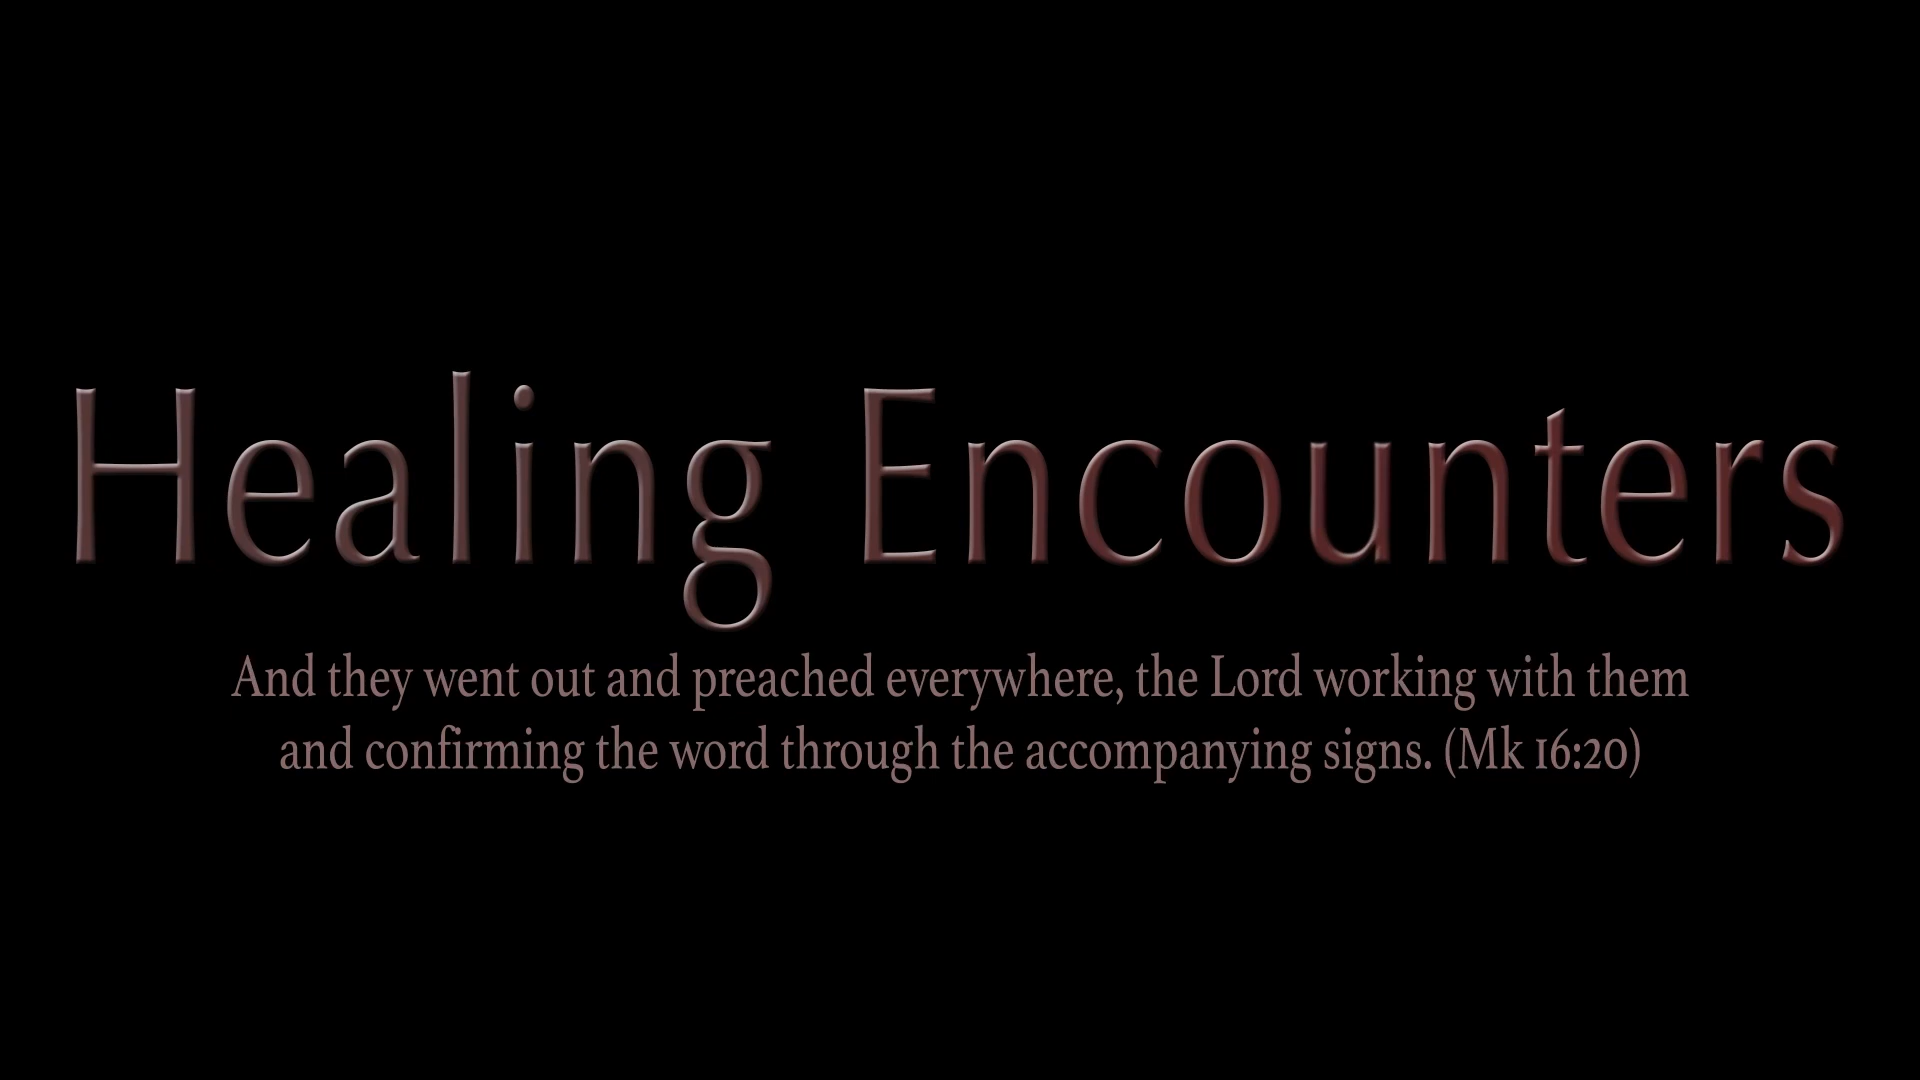 Healing Encounters
And they went out and preached everywhere, the Lord working with them
and confirming the word through the accompanying signs. (Mk 16:20)